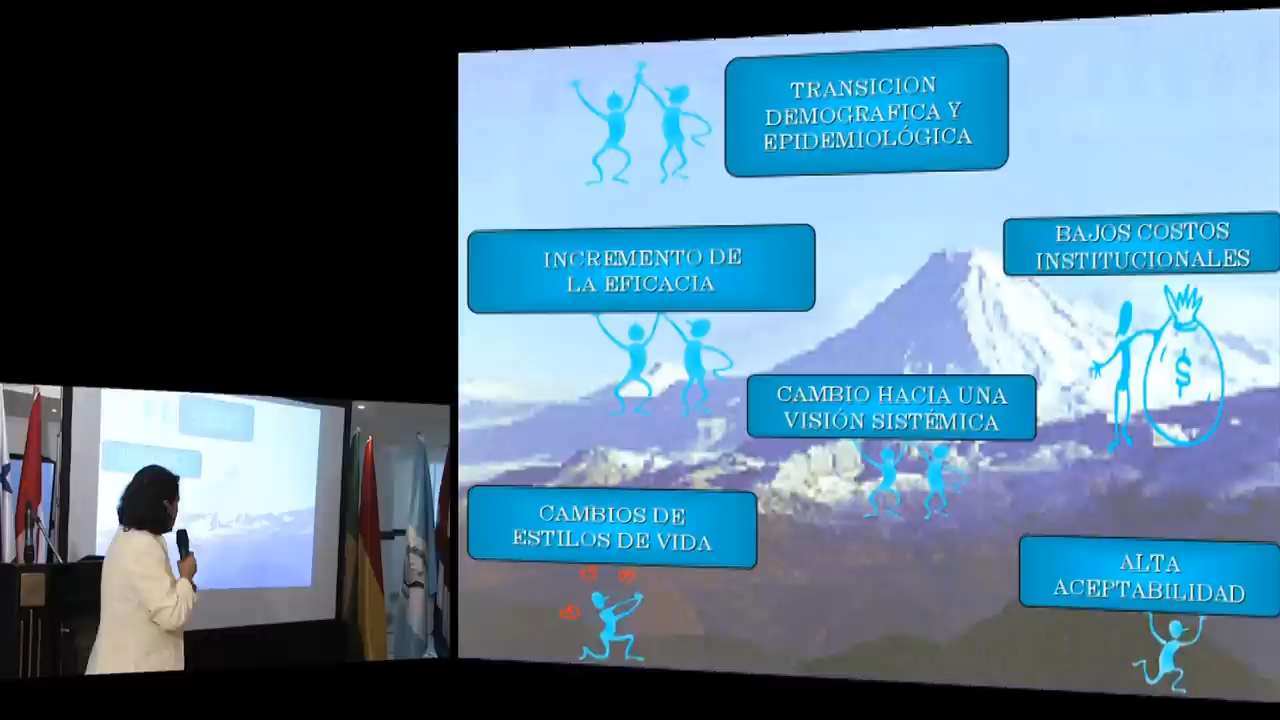 TRANSICION
DEMOGRAFICA Y
EPIDEMIOLÓGICA
INCREMENTO DE
LA EFICACIA
BAJOS COSTOS
INSTITUCIONALES
$
CAMBIO HACIA UNA
VISIÓN SISTÉMICA
CAMBIOS DE
ESTILOS DE VIDA
ALTA
ACEPTABILIDAD